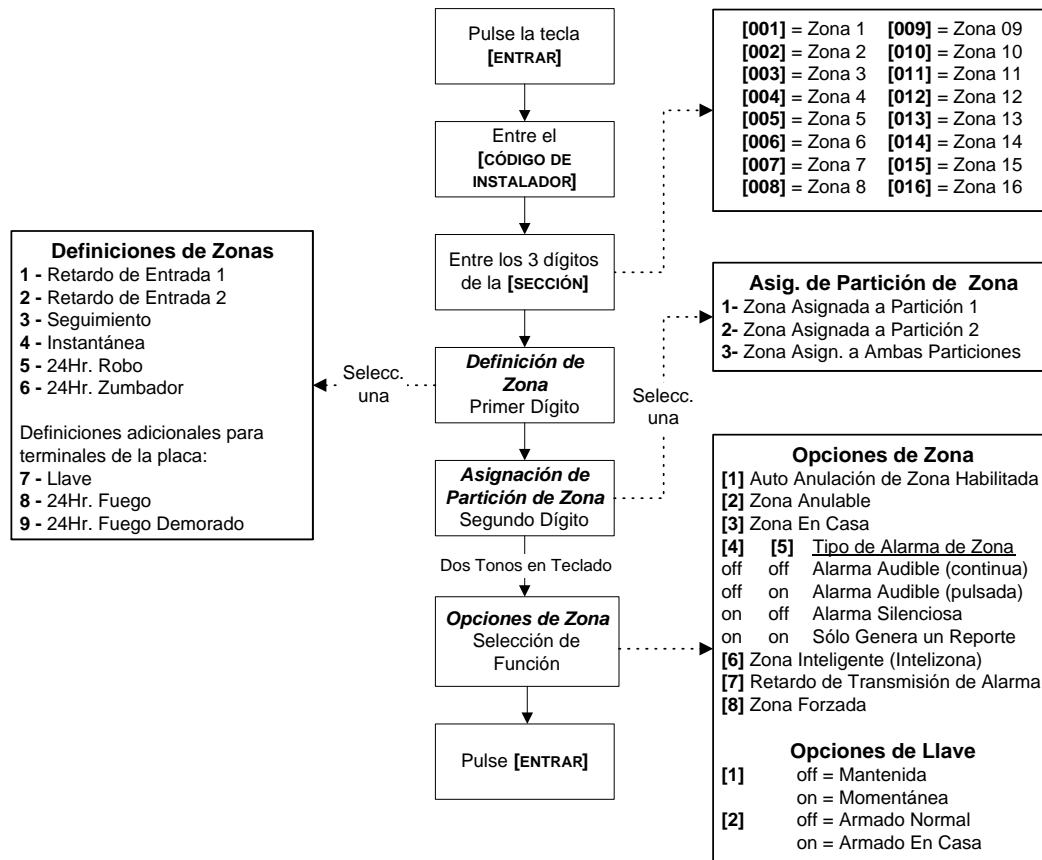 Pulse la tecla
[ENTRAR]
Entre el
[CÓDIGO DE
INSTALADOR]
Entre los 3 dígitos
de la [SECCIÓN]
Definición de
Zona
Primer Dígito
Asignación de
Partición de Zona
Segundo Dígito
Dos Tonos en Teclado
Opciones de Zona
Selección de
Función
Pulse [ENTRAR]
[001] = Zona 1 [009] = Zona 09
[002] = Zona 2 [010] = Zona 10
[003] = Zona 3 [011] = Zona 11
[004] = Zona 4 [012] = Zona 12
[005] = Zona 5 [013] = Zona 13
[006] = Zona 6 [014] = Zona 14
[007] = Zona 7 [015] = Zona 15
[008] = Zona 8 [016] = Zona 16
Definiciones de Zonas
1 - Retardo de Entrada 1
2 - Retardo de Entrada 2
3 - Seguimiento
4 - Instantánea
5 - 24Hr. Robo
6 - 24Hr. Zumbador
Definiciones adicionales para
terminales de la placa:
7 - Llave
8 - 24Hr. Fuego
9 - 24Hr. Fuego Demorado
Selecc.
una
Asig. de Partición de Zona
1- Zona Asignada a Partición 1
2- Zona Asignada a Partición 2
3- Zona Asign. a Ambas Particiones
Selecc.
una
Opciones de Zona
[1] Auto Anulación de Zona Habilitada
[2] Zona Anulable
[3] Zona En Casa
[4] [5] Tipo de Alarma de Zona
off off Alarma Audible (continua)
off on Alarma Audible (pulsada)
on off Alarma Silenciosa
on on Sólo Genera un Reporte
[6] Zona Inteligente (Intelizona)
[7] Retardo de Transmisión de Alarma
[8] Zona Forzada
Opciones de Llave
[1] off = Mantenida
on = Momentánea
[2] off = Armado Normal
on = Armado En Casa